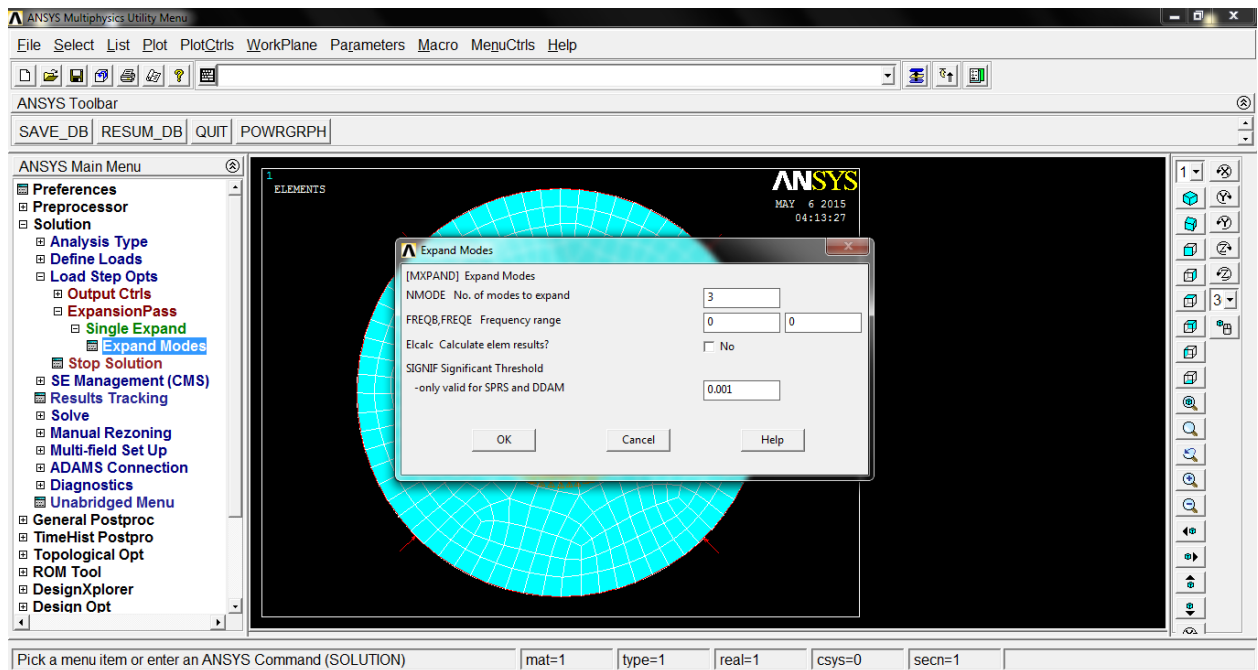 ANSYS Multiphysics Utility Menu
File Select List Plot PlotCtrls WorkPlane Parameters Macro MenuCtrls Help
ANSYS Toolbar
SAVE_DB RESUM_DB QUIT POWRGRPH
ANSYS Main Menu
Preferences
Preprocessor
Solution
Analysis Type
Define Loads
Load Step Opts
Output Ctrls
ExpansionPass
Single Expand
Expand Modes
Stop Solution
SE Management (CMS)
Results Tracking
Solve
Manual Rezoning
Multi-field Set Up
ADAMS Connection
Diagnostics
Unabridged Menu
General Postproc
TimeHist Postpro
Topological Opt
ROM Tool
DesignXplorer
Design Opt
1
ELEMENTS
ANSYS
MAY 6 2015
04:13:27
Expand Modes
[MXPAND] Expand Modes
NMODE No. of modes to expand 3
FREQB,FREQE Frequency range 0 0
Elcalc Calculate elem results? No
SIGNIF Significant Threshold
-only valid for SPRS and DDAM 0.001
OK Cancel Help
1
3
Pick a menu item or enter an ANSYS Command (SOLUTION) mat=1 type=1 real=1 csys=0 secn=1